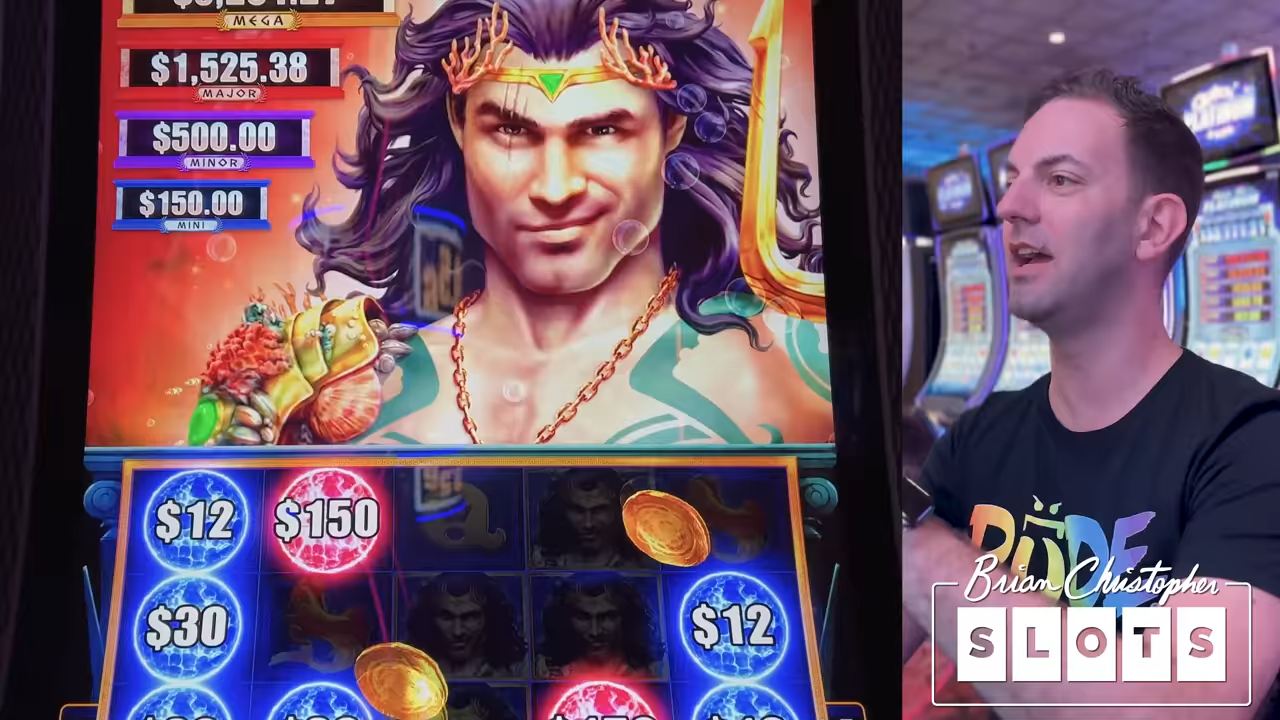 MEGA
$1,525.38
MAJOR
$500.00
MINOR
$150.00
MINI
$12
$150
$30
$12
Brian Christopher
SLOTS